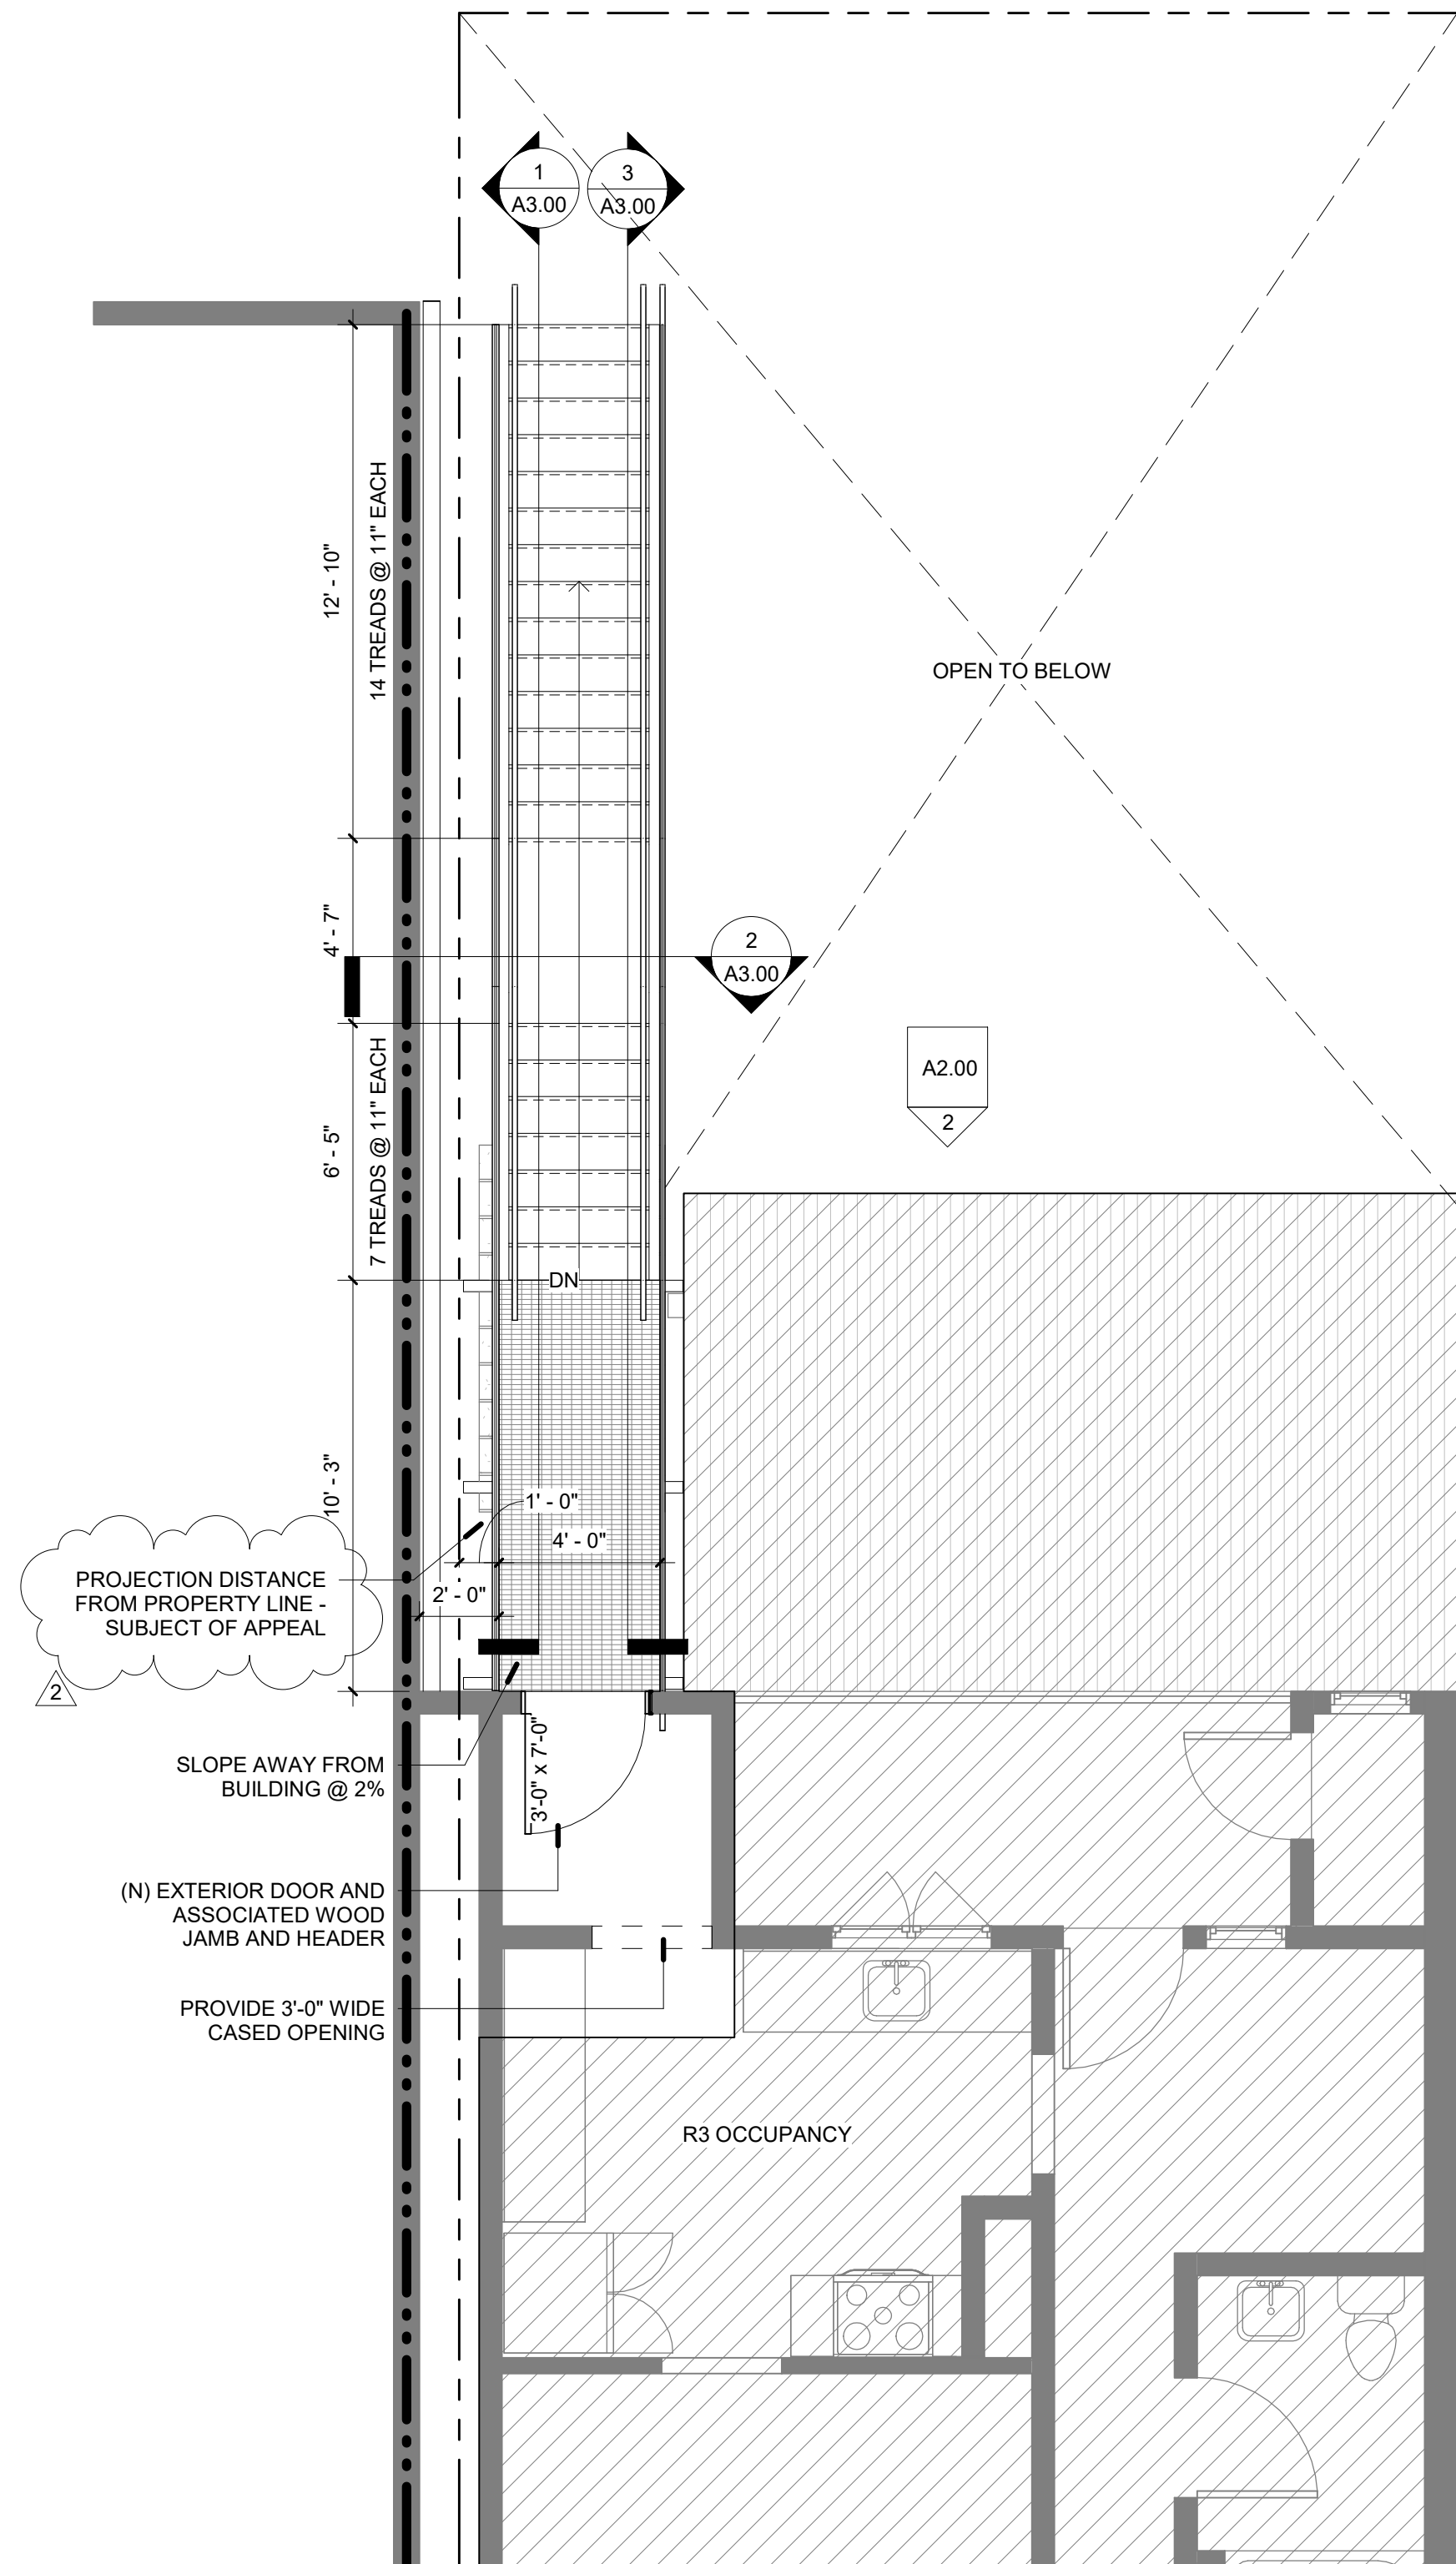 1
A3.00
3
A3.00
12' - 10"
14 TREADS @ 11" EACH
OPEN TO BELOW
4' - 7"
2
A3.00
A2.00
2
6' - 5"
7 TREADS @ 11" EACH
DN
10' - 3"
1' - 0"
4' - 0"
2' - 0"
PROJECTION DISTANCE
FROM PROPERTY LINE -
SUBJECT OF APPEAL
2
3'-0" x 7'-0"
SLOPE AWAY FROM
BUILDING @ 2%
(N) EXTERIOR DOOR AND
ASSOCIATED WOOD
JAMB AND HEADER
PROVIDE 3'-0" WIDE
CASED OPENING
R3 OCCUPANCY